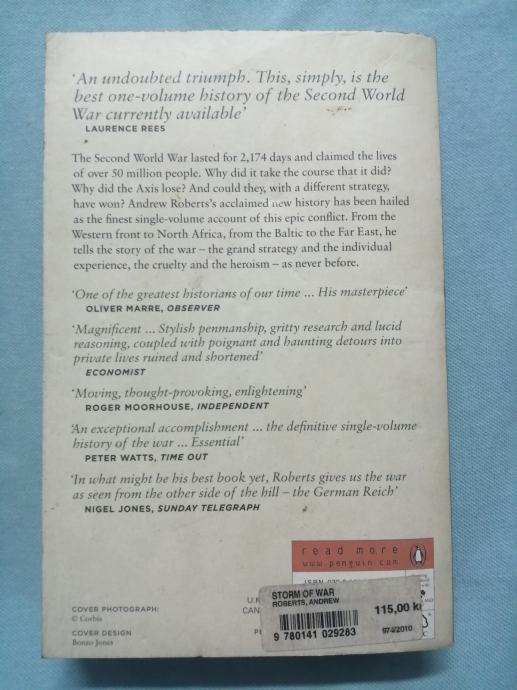 'An undoubted triumph. This, simply, is the
best one-volume history of the Second World
War currently available'
LAURENCE REES
The Second World War lasted for 2,174 days and claimed the lives
of over 50 million people. Why did it take the course that it did?
Why did the Axis lose? And could they, with a different strategy,
have won? Andrew Roberts's acclaimed new history has been hailed
as the finest single-volume account of this epic conflict. From the
Western front to North Africa, from the Baltic to the Far East, he
tells the story of the war – the grand strategy and the individual
experience, the cruelty and the heroism – as never before.
'One of the greatest historians of our time ... His masterpiece'
OLIVER MARRE, OBSERVER
'Magnificent ... Stylish penmanship, gritty research and lucid
reasoning, coupled with poignant and haunting detours into
private lives ruined and shortened'
ECONOMIST
'Moving, thought-provoking, enlightening'
ROGER MOORHOUSE, INDEPENDENT
'An exceptional accomplishment ... the definitive single-volume
history of the war ... Essential'
PETER WATTS, TIME OUT
'In what might be his best book yet, Roberts gives us the war
as seen from the other side of the hill – the German Reich'
NIGEL JONES, SUNDAY TELEGRAPH
read more
www.penguin.com
COVER PHOTOGRAPH:
© Corbis
COVER DESIGN
Bonzo Jones
STORM OF WAR
ROBERTS, ANDREW
115,00
9 780141 029283